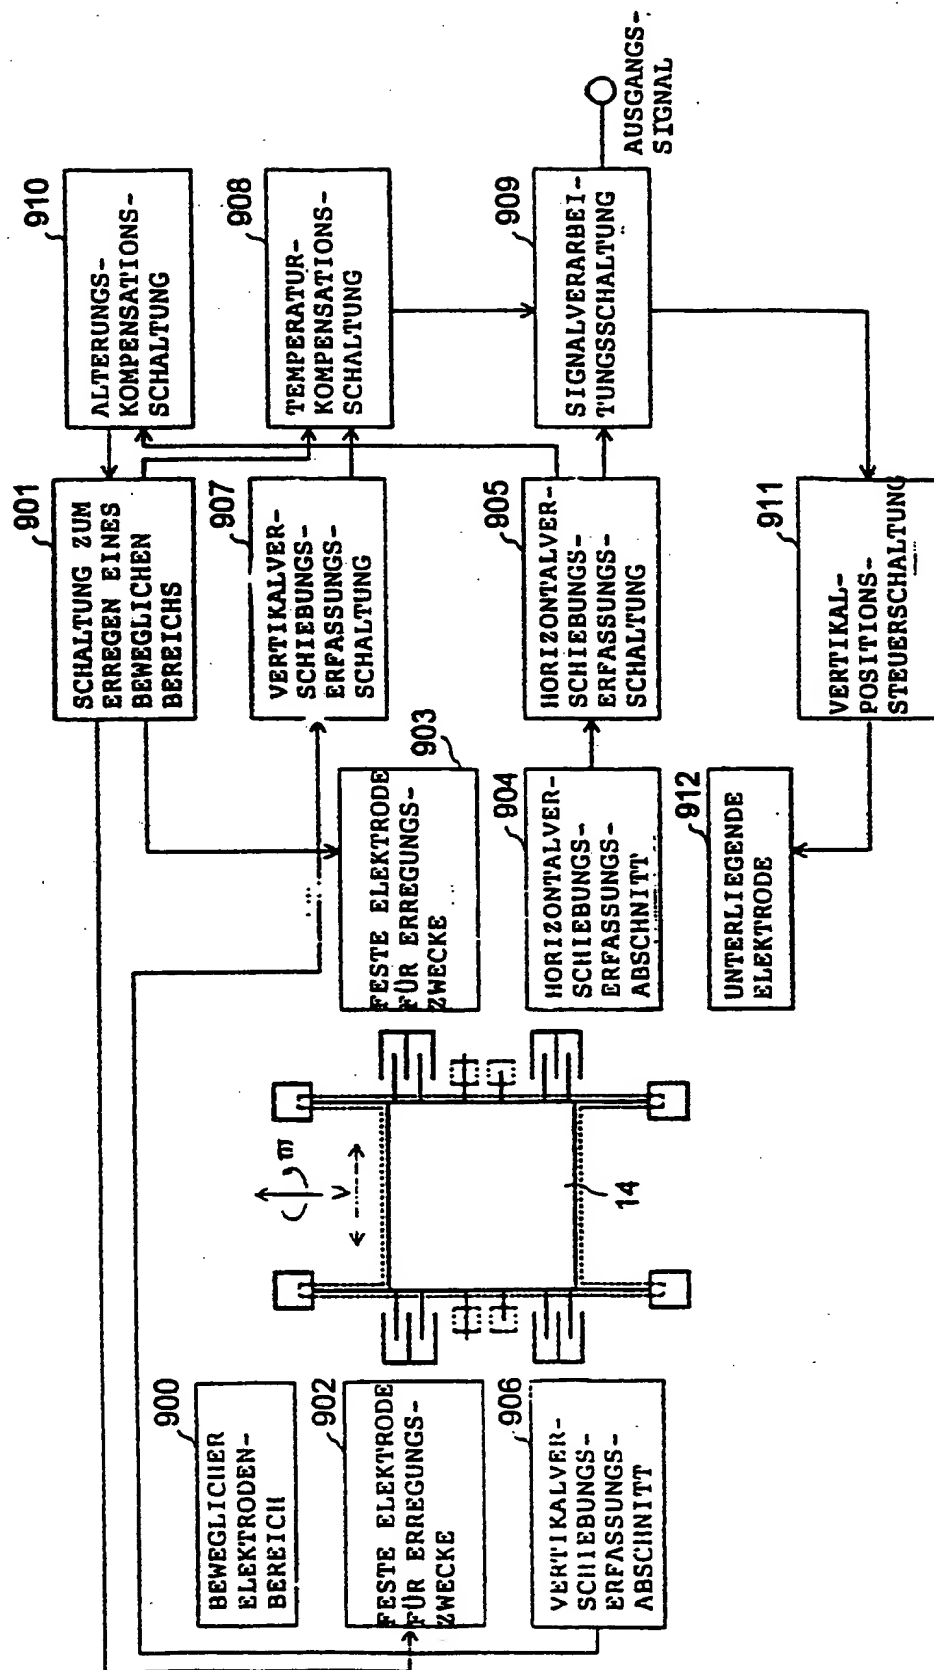 910
ALTERUNGS-
KOMPENSATIONS-
SCHALTUNG
908
TEMPERATUR-
KOMPENSATIONS-
SCHALTUNG
909
SIGNALVERARBEI-
TUNGSSCHALTUNG
AUSGANGS-
SIGNAL
901
SCHALTUNG ZUM
ERREGEN EINES
BEWEGLICHEN
BEREICHS
907
VERTIKALVER-
SCHIEBUNGS-
ERFASSUNGS-
SCHALTUNG
905
HORIZONTALVER-
SCHIEBUNGS-
ERFASSUNGS-
SCHALTUNG
911
VERTIKAL-
POSITIONS-
STEUERSCHALTUNG
903
FESTE ELEKTRODE
FÜR ERREGUNGS-
ZWECKE
904
HORIZONTALVER-
SCHIEBUNGS-
ERFASSUNGS-
ABSCHNITT
912
UNTERLIEGENDE
ELEKTRODE
V
14
900
BEWEGLICHER
ELEKTRODEN-
BEREICH
902
FESTE ELEKTRODE
FÜR ERREGUNGS-
ZWECKE
906
VERTIKALVER-
SCHIEBUNGS-
ERFASSUNGS-
ABSCHNITT